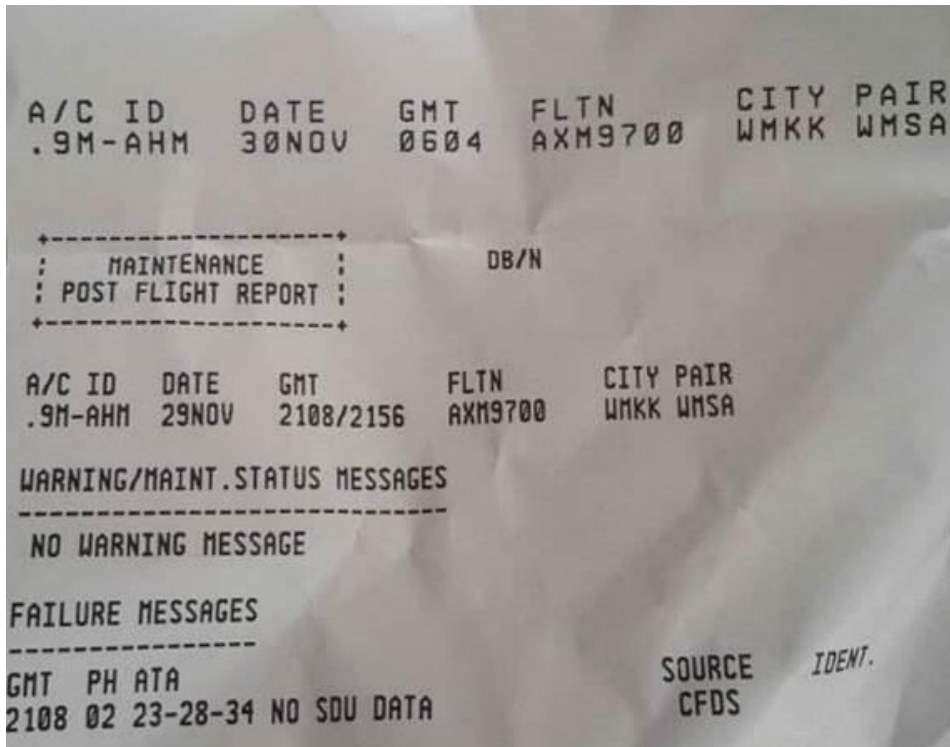 A/C ID DATE GMT FLTN CITY PAIR
.9M-AHM 30NOV 0604 AXM9700 WMKK WMSA
+----------------------+
: MAINTENANCE : DB/N
: POST FLIGHT REPORT :
+----------------------+
A/C ID DATE GMT FLTN CITY PAIR
.9M-AHM 29NOV 2108/2156 AXM9700 WMKK WMSA
WARNING/MAINT.STATUS MESSAGES
-----------------------------
NO WARNING MESSAGE
FAILURE MESSAGES
----------------
GMT PH ATA SOURCE IDENT.
2108 02 23-28-34 NO SDU DATA CFDS